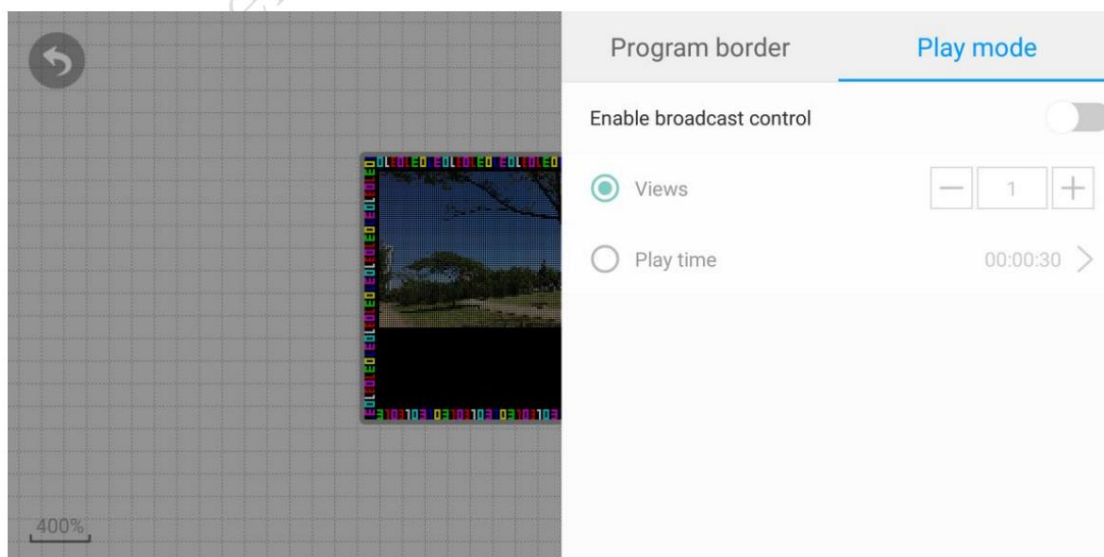 Program border
Play mode
Enable broadcast control
Views
1
Play time
00:00:30
400%